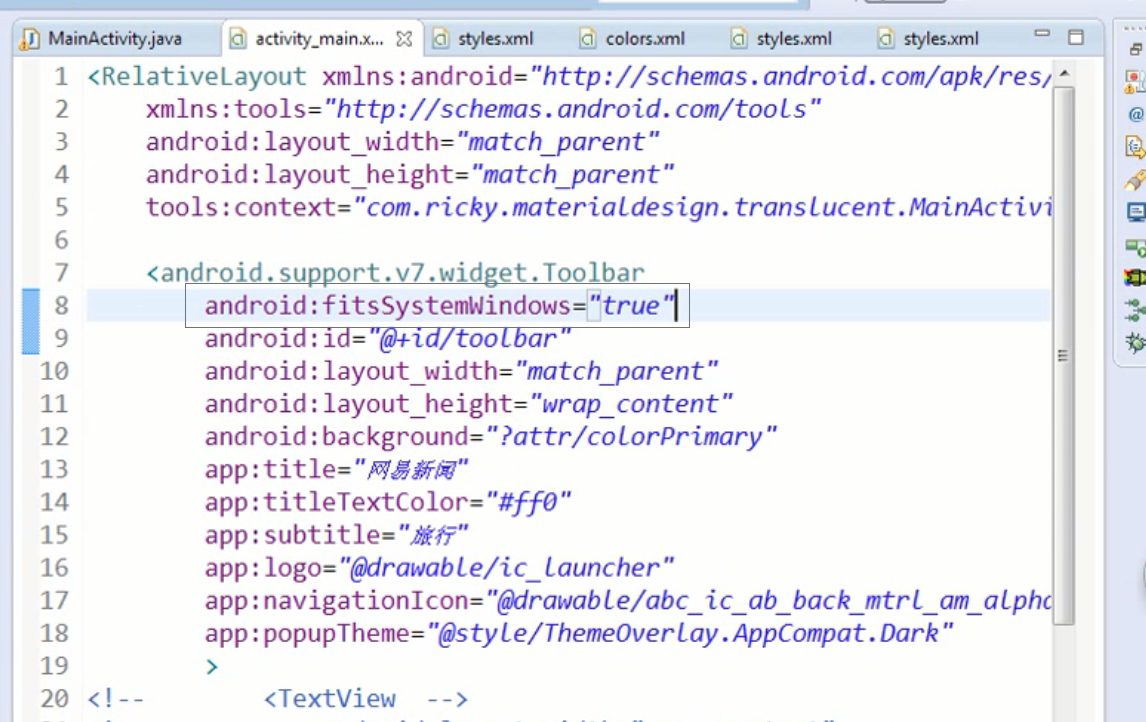 MainActivity.java
activity_main.x...
styles.xml
colors.xml
styles.xml
styles.xml
1 <RelativeLayout xmlns:android="http://schemas.android.com/apk/res/
2 xmlns:tools="http://schemas.android.com/tools"
3 android:layout_width="match_parent"
4 android:layout_height="match_parent"
5 tools:context="com.ricky.materialdesign.translucent.MainActivi
6
7 <android.support.v7.widget.Toolbar
8 android:fitsSystemWindows="true"
9 android:id="@+id/toolbar"
10 android:layout_width="match_parent"
11 android:layout_height="wrap_content"
12 android:background="?attr/colorPrimary"
13 app:title="网易新闻"
14 app:titleTextColor="#ff0"
15 app:subtitle="旅行"
16 app:logo="@drawable/ic_launcher"
17 app:navigationIcon="@drawable/abc_ic_ab_back_mtrl_am_alpha
18 app:popupTheme="@style/ThemeOverlay.AppCompat.Dark"
19 >
20 <!-- <TextView -->